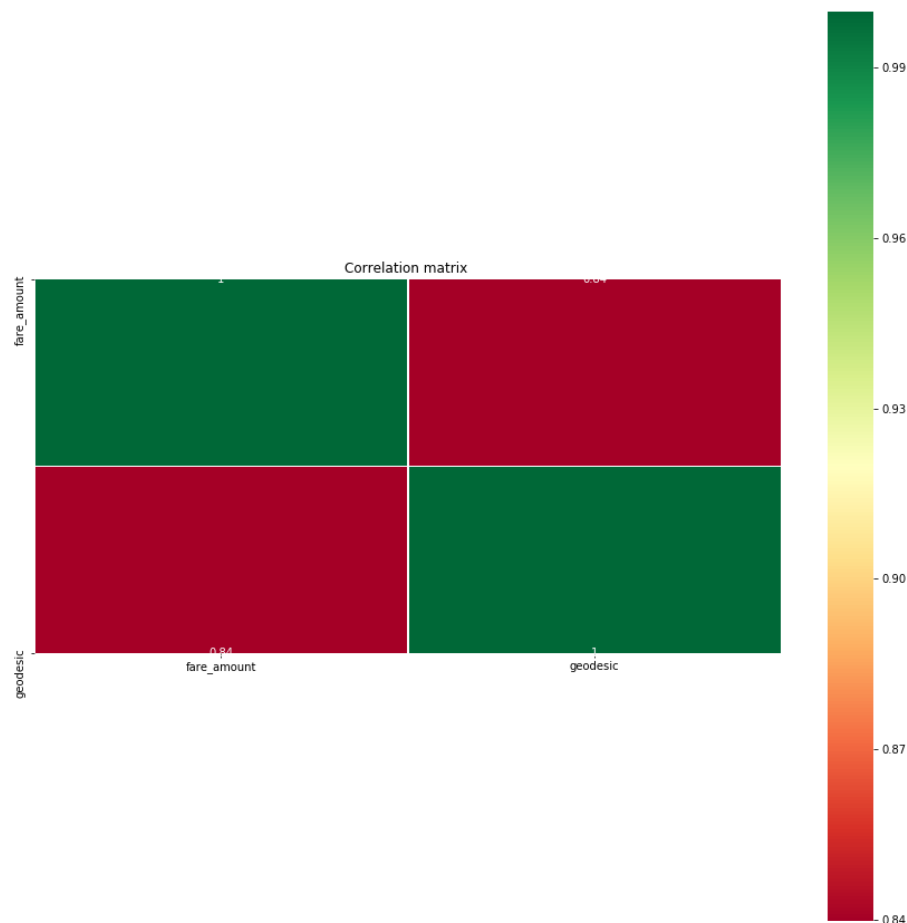 Correlation matrix
fare_amount
1
0.84
geodesic
0.84
1
fare_amount
geodesic
0.99
0.96
0.93
0.90
0.87
0.84